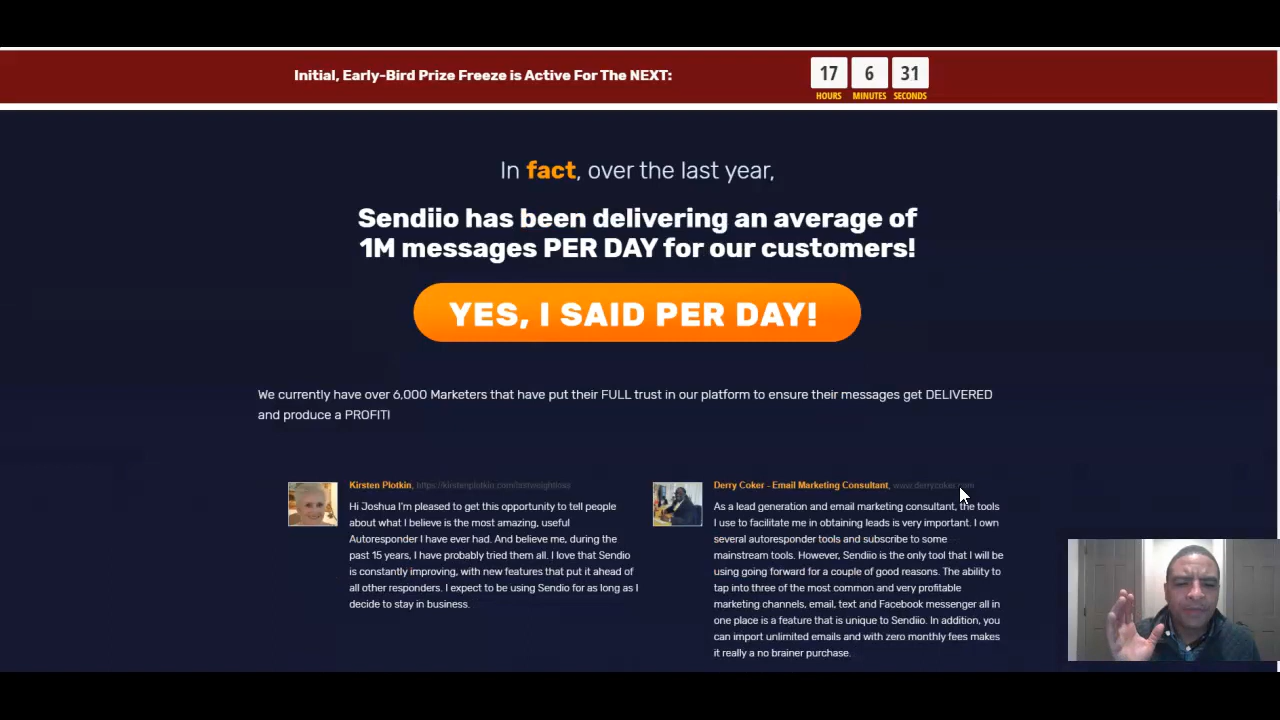 Initial, Early-Bird Prize Freeze is Active For The NEXT:
17 6 31
HOURS MINUTES SECONDS
In fact, over the last year,
Sendiio has been delivering an average of
1M messages PER DAY for our customers!
YES, I SAID PER DAY!
We currently have over 6,000 Marketers that have put their FULL trust in our platform to ensure their messages get DELIVERED
and produce a PROFIT!
Kirsten Plotkin,
Hi Joshua I'm pleased to get this opportunity to tell people
about what I believe is the most amazing, useful
Autoresponder I have ever had. And believe me, during the
past 15 years, I have probably tried them all. I love that Sendio
is constantly improving, with new features that put it ahead of
all other responders. I expect to be using Sendio for as long as I
decide to stay in business.
Derry Coker - Email Marketing Consultant, www.derrycoker.com
As a lead generation and email marketing consultant, the tools
I use to facilitate me in obtaining leads is very important. I own
several autoresponder tools and subscribe to some
mainstream tools. However, Sendiio is the only tool that I will be
using going forward for a couple of good reasons. The ability to
tap into three of the most common and very profitable
marketing channels, email, text and Facebook messenger all in
one place is a feature that is unique to Sendiio. In addition, you
can import unlimited emails and with zero monthly fees makes
it really a no brainer purchase.